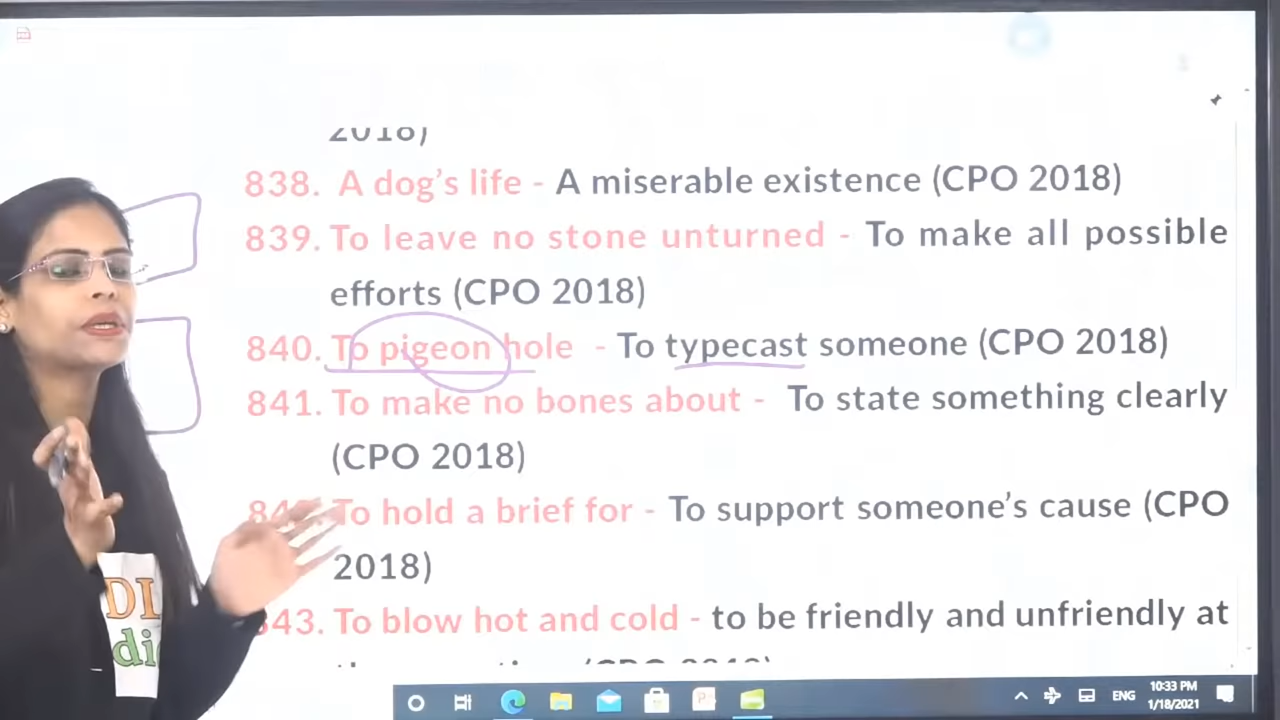 2018)
838. A dog's life - A miserable existence (CPO 2018)
839. To leave no stone unturned - To make all possible
efforts (CPO 2018)
840. To pigeon hole - To typecast someone (CPO 2018)
841. To make no bones about - To state something clearly
(CPO 2018)
To hold a brief for - To support someone's cause (CPO
2018)
843. To blow hot and cold - to be friendly and unfriendly at
DI
die
ENG
10:33 PM
1/18/2021